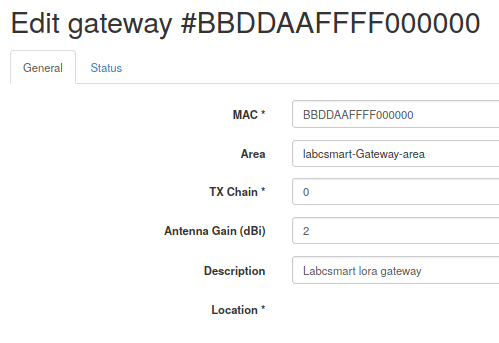 Edit gateway #BBDDAAFFFF000000
General Status
MAC * BBDDAAFFFF000000
Area labcsmart-Gateway-area
TX Chain * 0
Antenna Gain (dBi) 2
Description Labcsmart lora gateway
Location *